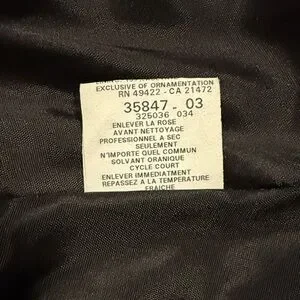 EXCLUSIVE OF ORNAMENTATION
RN 49422 - CA 21472
35847 - 03
325036 034
ENLEVER LA ROSE
AVANT NETTOYAGE
PROFESSIONNEL A SEC
SEULEMENT
N'IMPORTE QUEL COMMUN
SOLVANT ORANIQUE
CYCLE COURT
ENLEVER IMMEDIATMENT
REPASSEZ A LA TEMPERATURE
FRAICHE